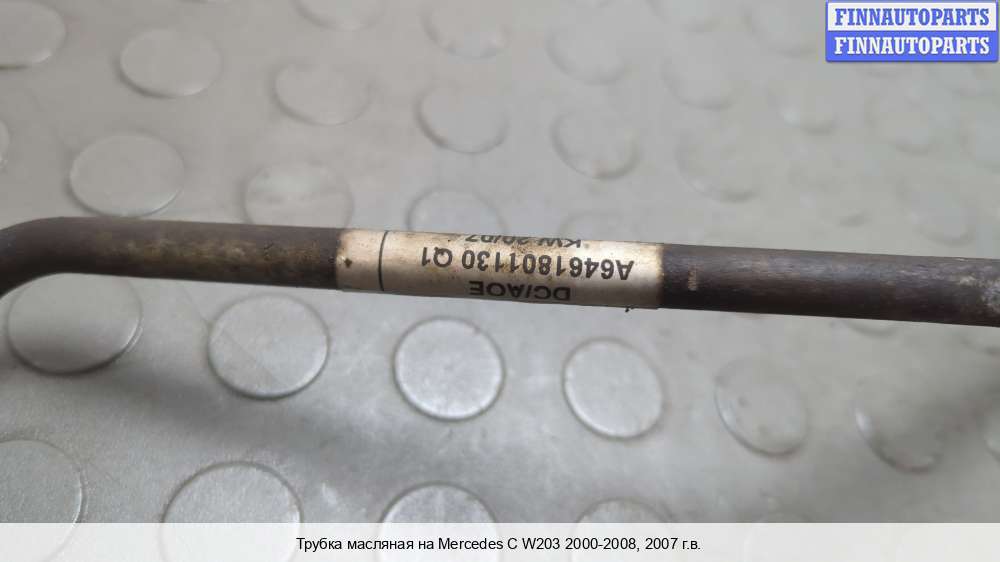 FINNAUTOPARTS
FINNAUTOPARTS
DC/AOE
A6461801130 Q1
Трубка масляная на Mercedes C W203 2000-2008, 2007 г.в.